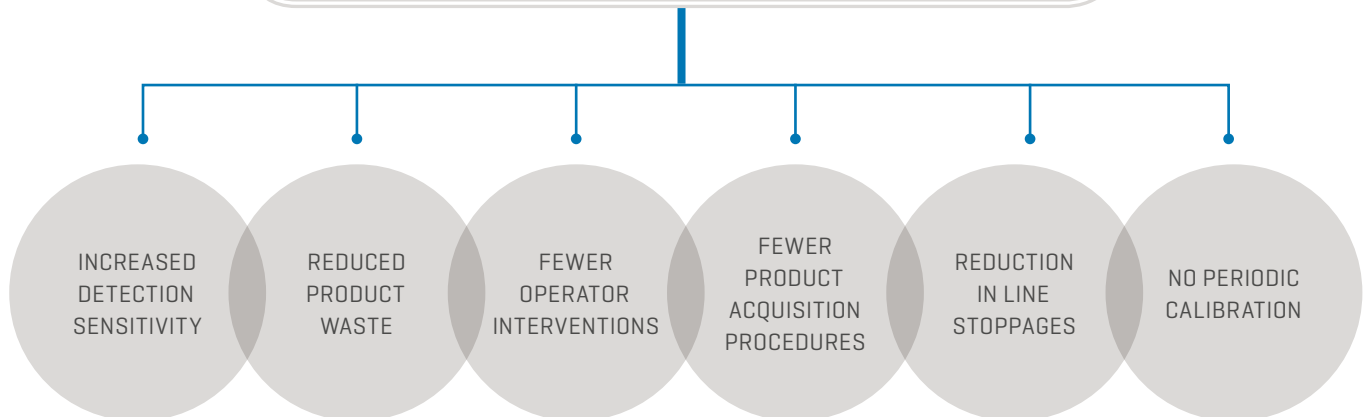 INCREASED
DETECTION
SENSITIVITY
REDUCED
PRODUCT
WASTE
FEWER
OPERATOR
INTERVENTIONS
FEWER
PRODUCT
ACQUISITION
PROCEDURES
REDUCTION
IN LINE
STOPPAGES
NO PERIODIC
CALIBRATION